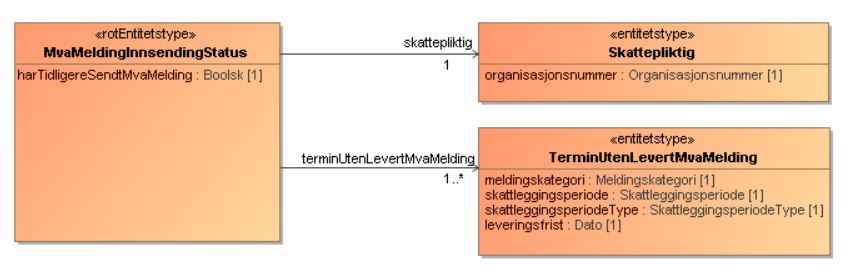 «rotEntitetstype»
MvaMeldingInnsendingStatus
harTidligereSendtMvaMelding : Boolsk [1]
skattepliktig
1
«entitetstype»
Skattepliktig
organisasjonsnummer : Organisasjonsnummer [1]
terminUtenLevertMvaMelding
1..*
«entitetstype»
TerminUtenLevertMvaMelding
meldingskategori : Meldingskategori [1]
skattleggingsperiode : Skattleggingsperiode [1]
skattleggingsperiodeType : SkattleggingsperiodeType [1]
leveringsfrist : Dato [1]